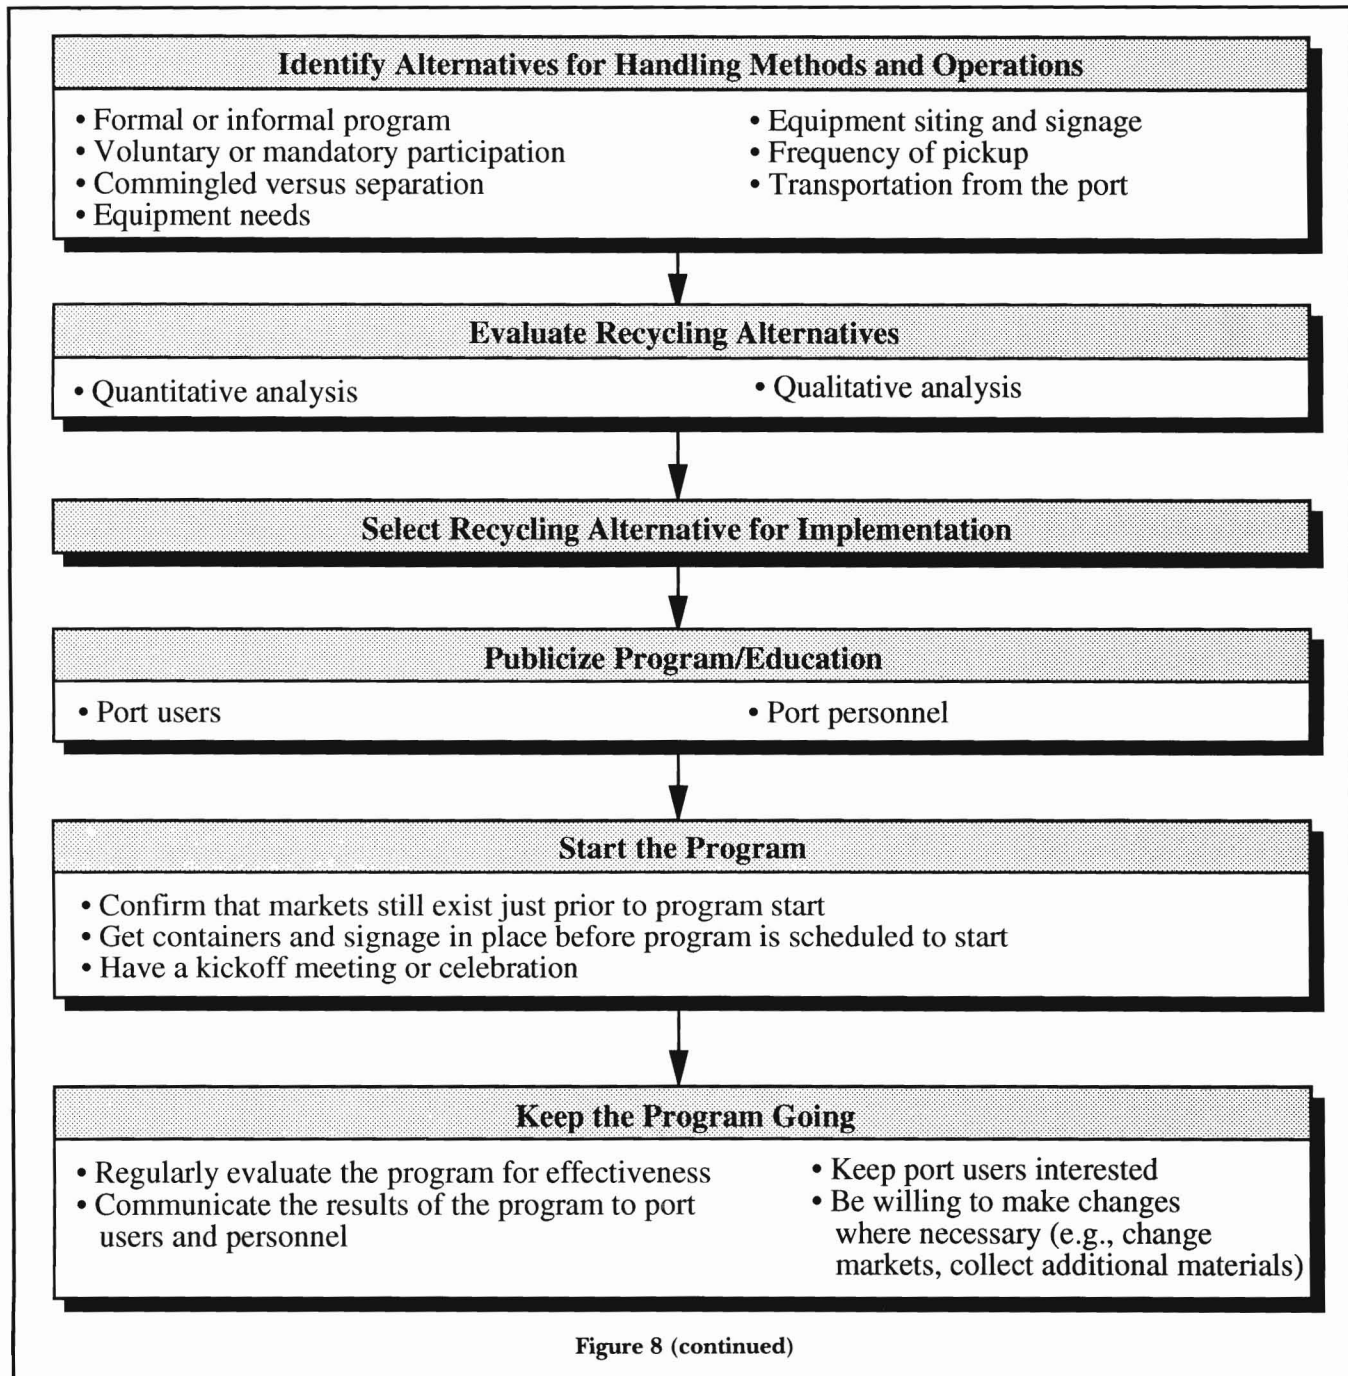 Identify Alternatives for Handling Methods and Operations
• Formal or informal program
• Voluntary or mandatory participation
• Commingled versus separation
• Equipment needs
• Equipment siting and signage
• Frequency of pickup
• Transportation from the port
Evaluate Recycling Alternatives
• Quantitative analysis
• Qualitative analysis
Select Recycling Alternative for Implementation
Publicize Program/Education
• Port users
• Port personnel
Start the Program
• Confirm that markets still exist just prior to program start
• Get containers and signage in place before program is scheduled to start
• Have a kickoff meeting or celebration
Keep the Program Going
• Regularly evaluate the program for effectiveness
• Communicate the results of the program to port
users and personnel
• Keep port users interested
• Be willing to make changes
where necessary (e.g., change
markets, collect additional materials)
Figure 8 (continued)